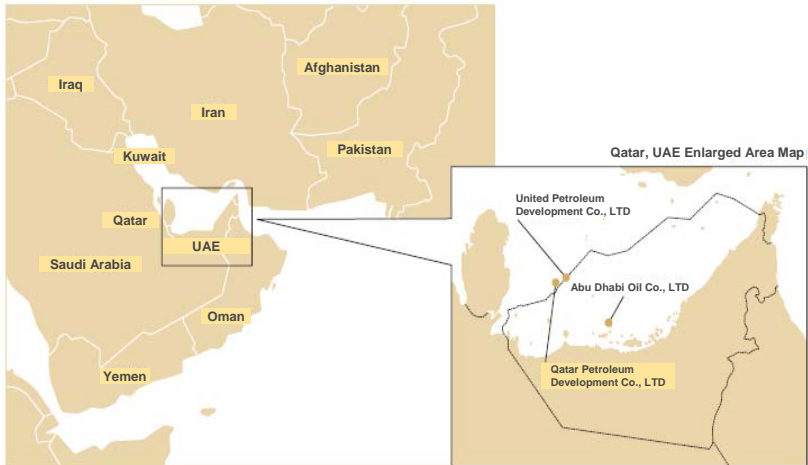 Afghanistan
Iraq
Iran
Kuwait
Pakistan
Qatar, UAE Enlarged Area Map
Qatar
UAE
Saudi Arabia
Oman
Yemen
United Petroleum
Development Co., LTD
Abu Dhabi Oil Co., LTD
Qatar Petroleum
Development Co., LTD